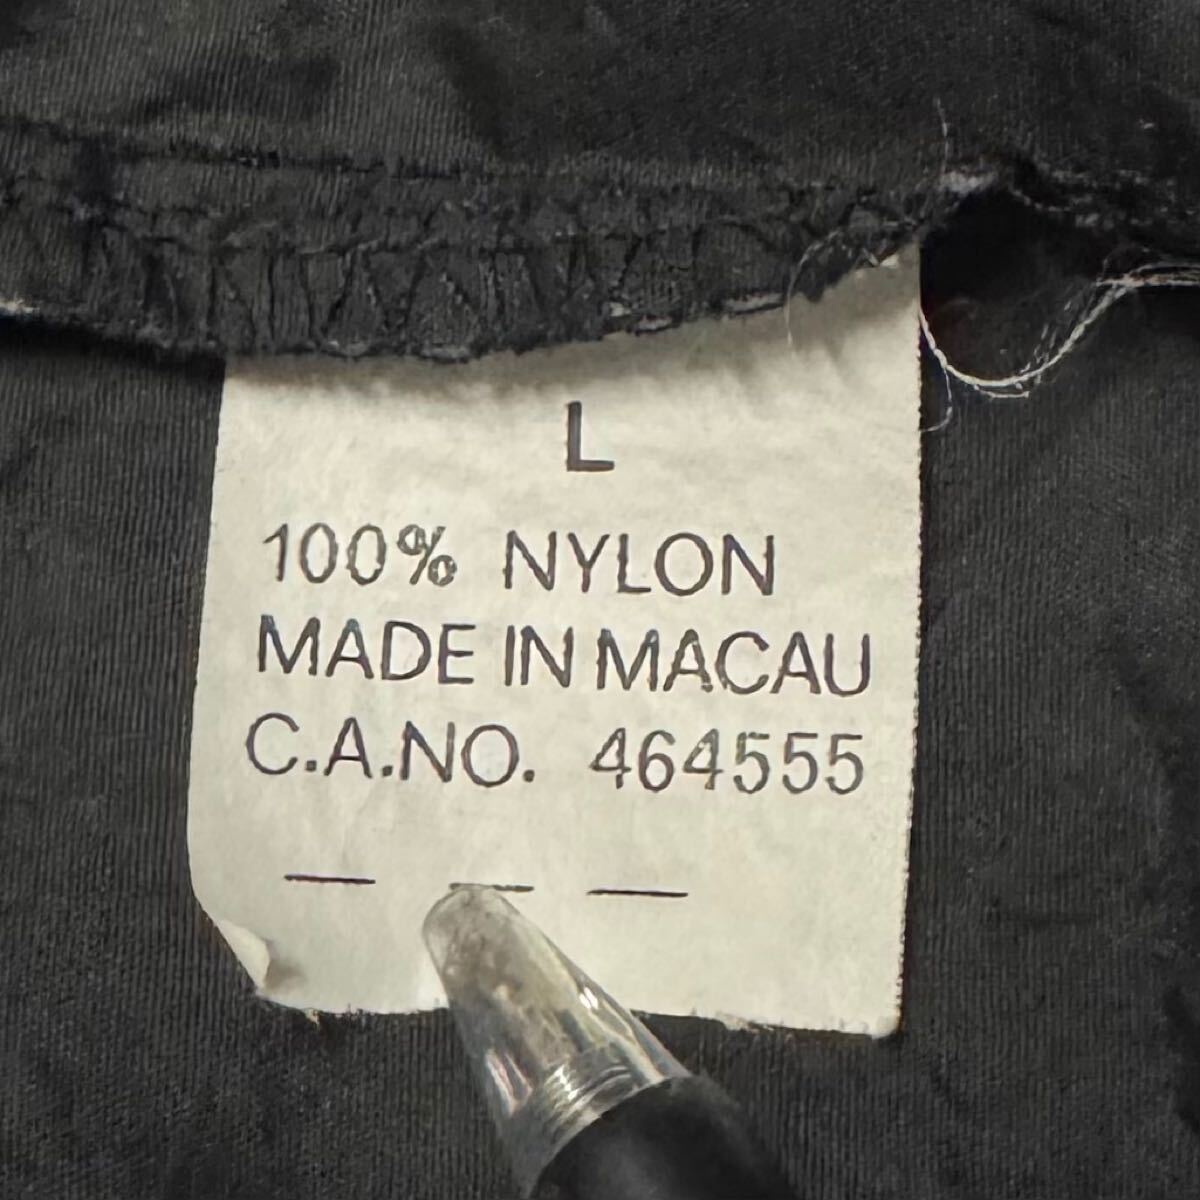 L
100% NYLON
MADE IN MACAU
C.A.NO. 464555
— — —